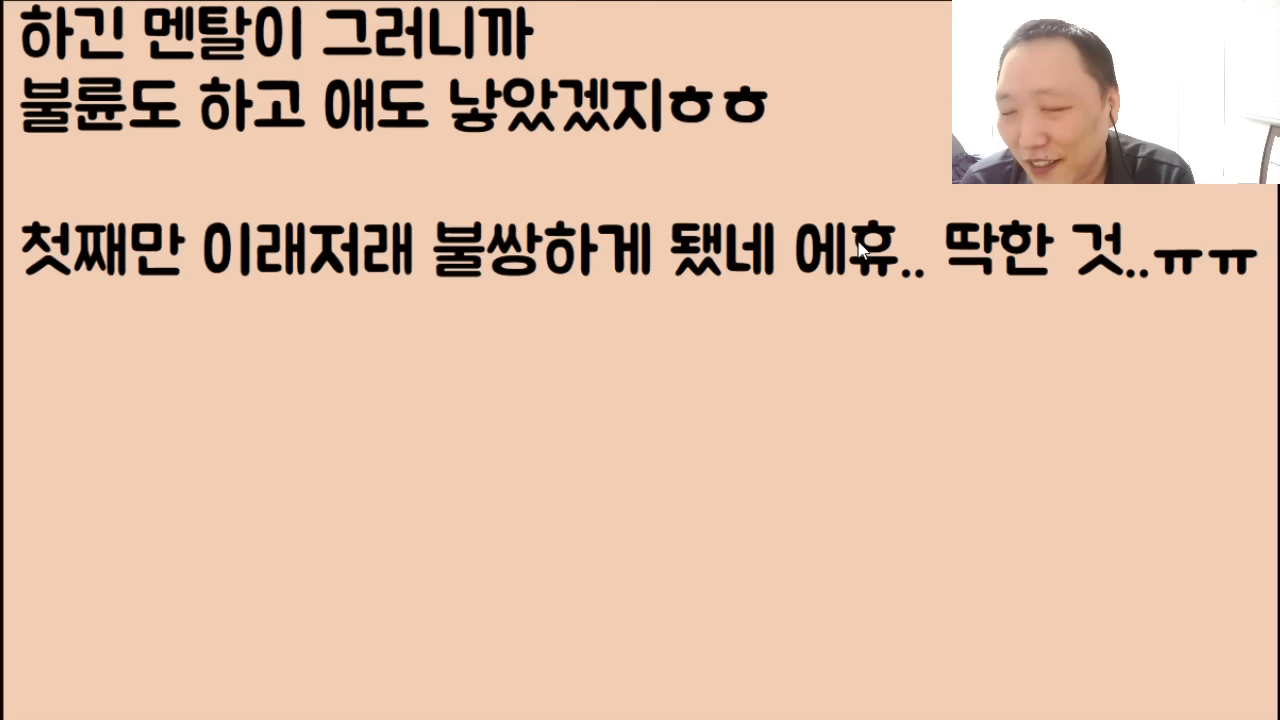 하긴 멘탈이 그러니까
불륜도 하고 애도 낳았겠지ㅎㅎ
첫째만 이래저래 불쌍하게 됐네 에휴.. 딱한 것..ㅠㅠ